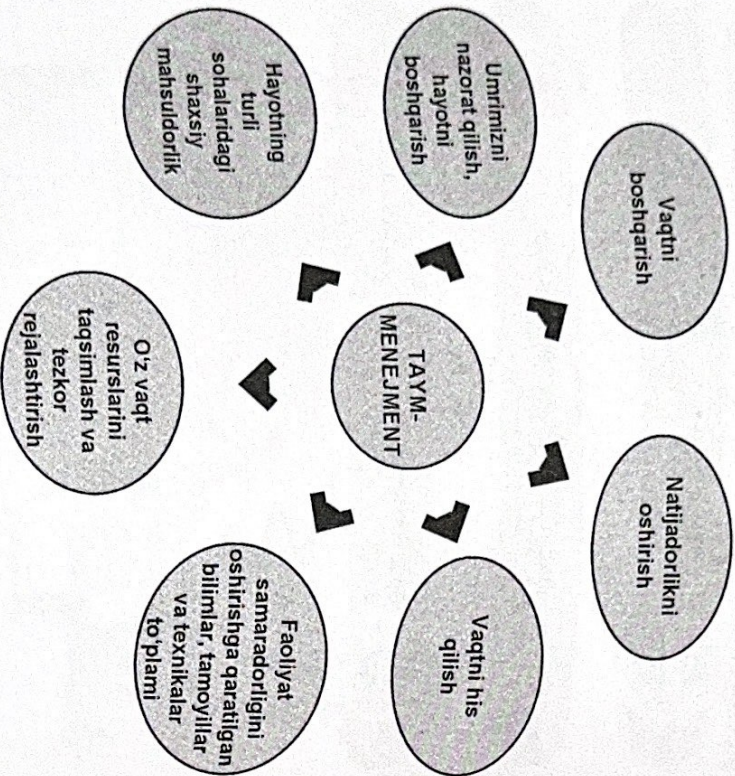 Vaqtni
boshqarish
Natijadorlikni
oshirish
Umrimizni
nazorat qilish,
hayotni
boshqarish
TAYM-
MENEJMENT
Vaqtni his
qilish
Hayotning
turli
sohalaridagi
shaxsiy
mahsuldorlik
Faoliyat
samaradorligini
oshirishga qaratilgan
bilimlar, tamoyillar
va texnikalar
to'plami
O'z vaqt
resurslarini
taqsimlash va
tezkor
rejalashtirish